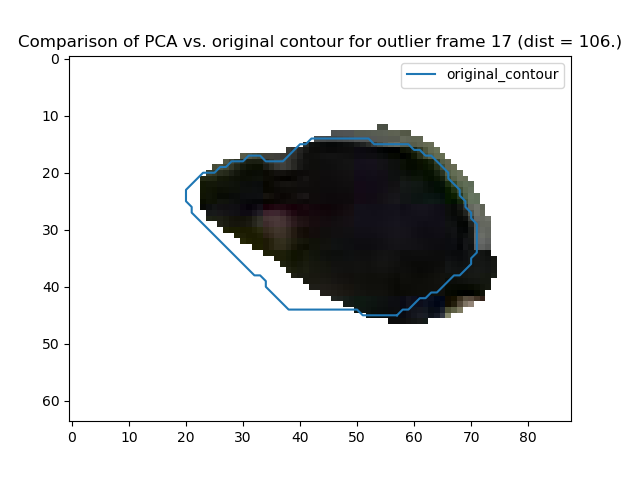 Comparison of PCA vs. original contour for outlier frame 17 (dist = 106.)
original_contour
0
10
20
30
40
50
60
0 10 20 30 40 50 60 70 80